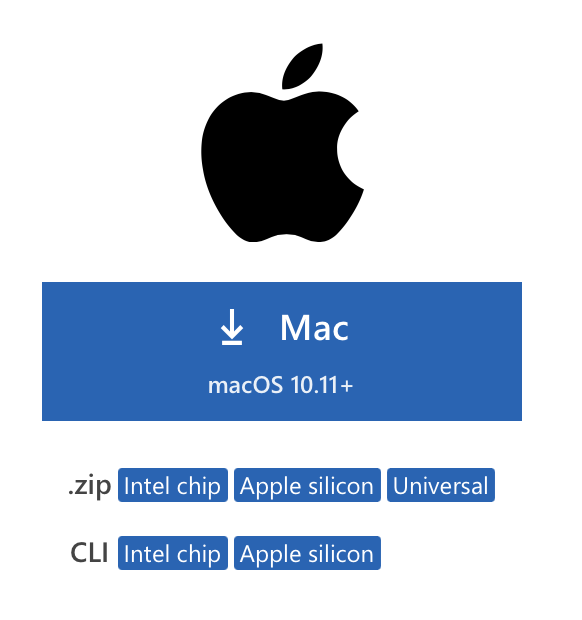 Mac
macOS 10.11+
.zip Intel chip Apple silicon Universal
CLI Intel chip Apple silicon